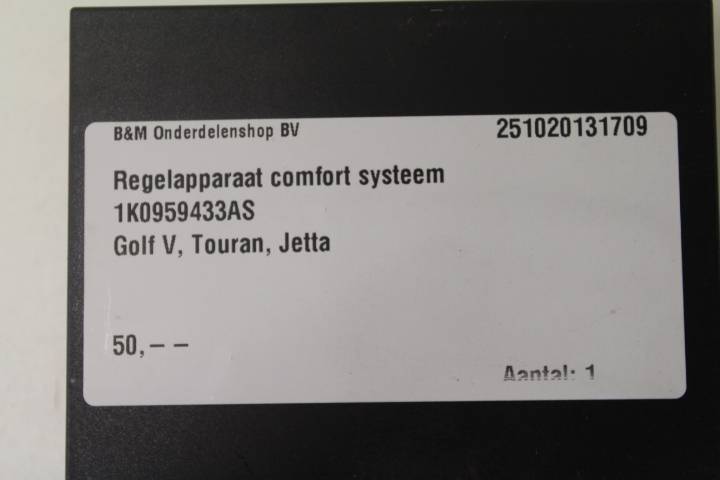 B&M Onderdelenshop BV 251020131709
Regelapparaat comfort systeem
1K0959433AS
Golf V, Touran, Jetta
50,– –
Aantal: 1